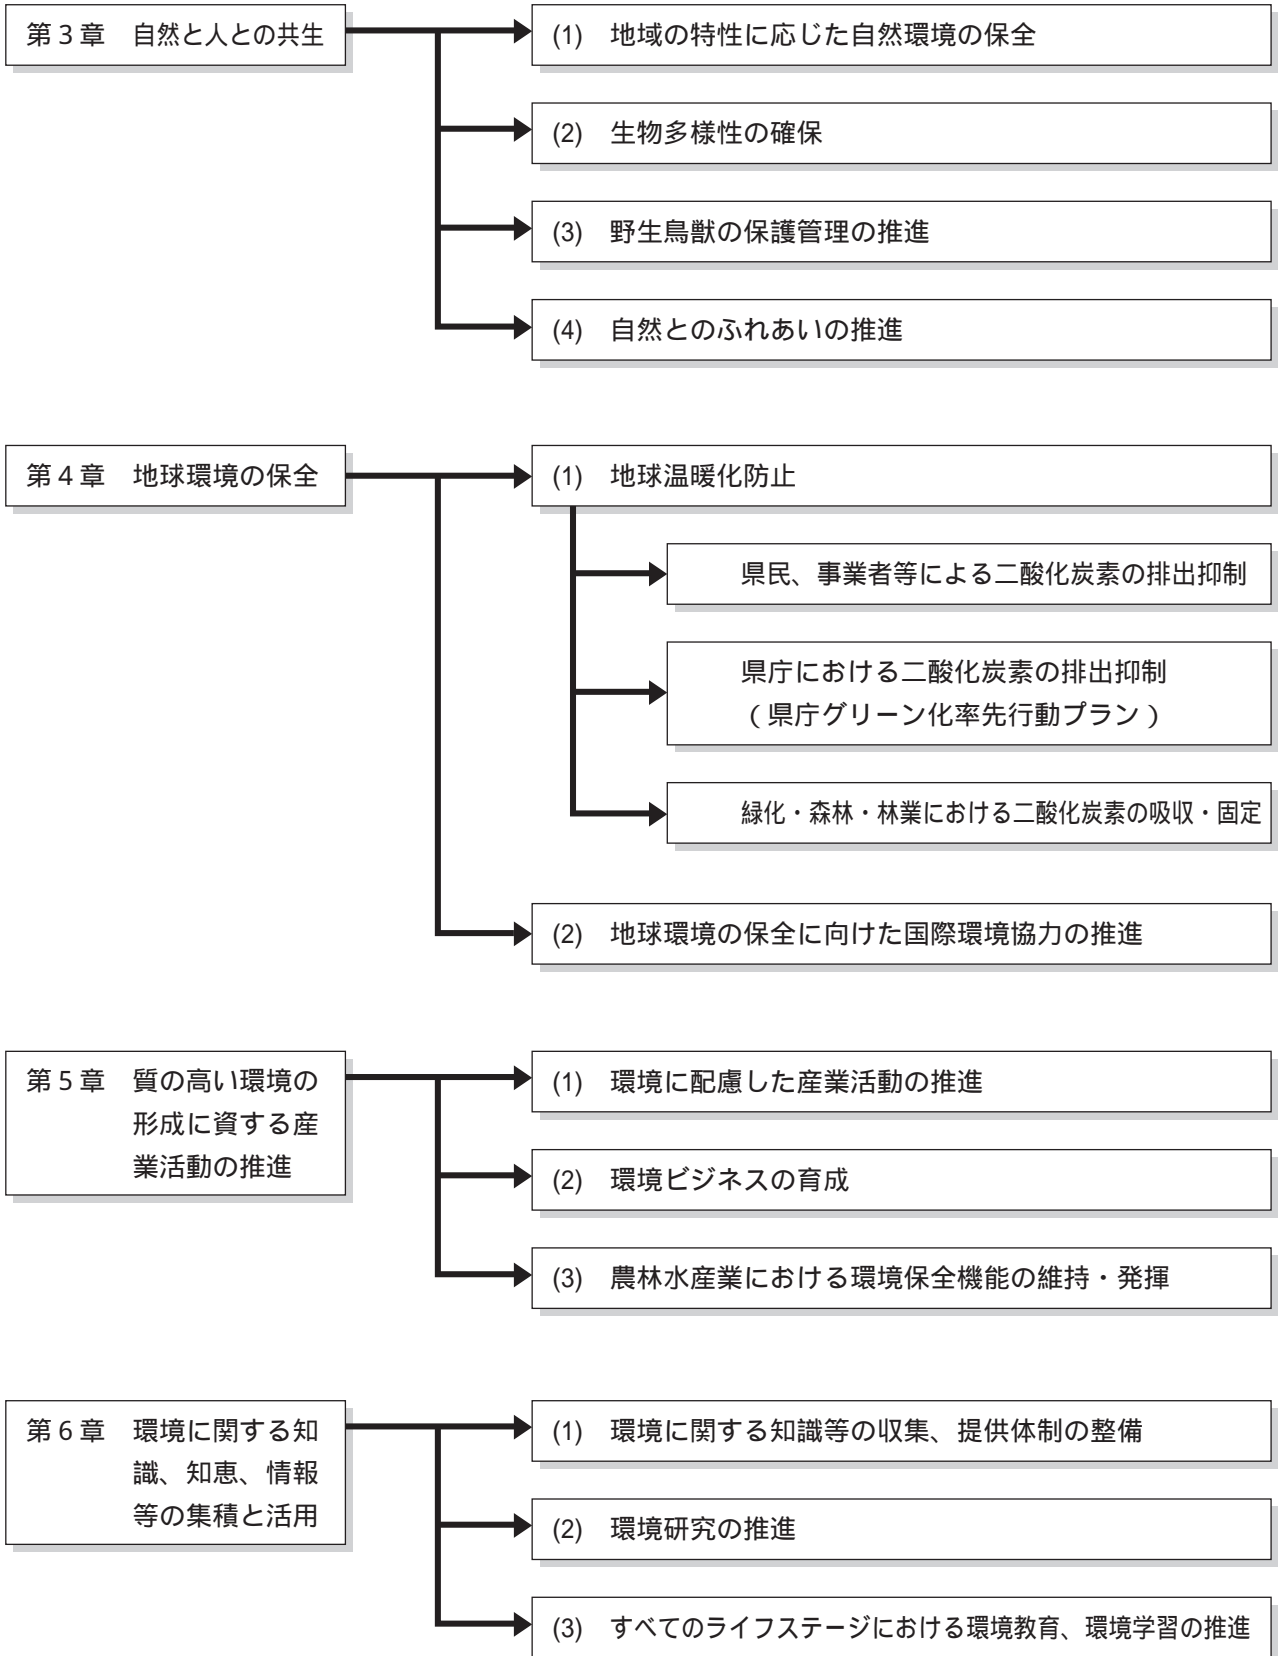 第３章　自然と人との共生
(1)　地域の特性に応じた自然環境の保全
(2)　生物多様性の確保
(3)　野生鳥獣の保護管理の推進
(4)　自然とのふれあいの推進
第４章　地球環境の保全
(1)　地球温暖化防止
県民、事業者等による二酸化炭素の排出抑制
県庁における二酸化炭素の排出抑制
（県庁グリーン化率先行動プラン）
緑化・森林・林業における二酸化炭素の吸収・固定
(2)　地球環境の保全に向けた国際環境協力の推進
第５章　質の高い環境の
形成に資する産
業活動の推進
(1)　環境に配慮した産業活動の推進
(2)　環境ビジネスの育成
(3)　農林水産業における環境保全機能の維持・発揮
第６章　環境に関する知
識、知恵、情報
等の集積と活用
(1)　環境に関する知識等の収集、提供体制の整備
(2)　環境研究の推進
(3)　すべてのライフステージにおける環境教育、環境学習の推進